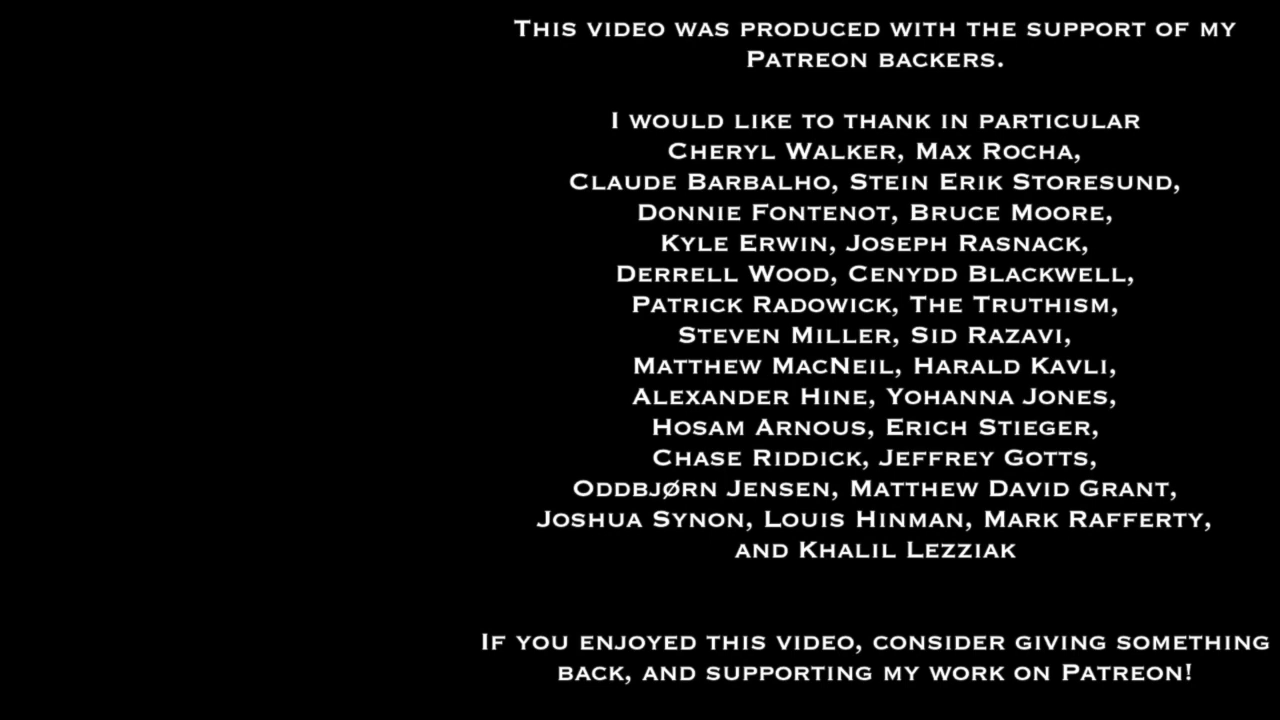 This video was produced with the support of my
Patreon backers.
I would like to thank in particular
Cheryl Walker, Max Rocha,
Claude Barbalho, Stein Erik Storesund,
Donnie Fontenot, Bruce Moore,
Kyle Erwin, Joseph Rasnack,
Derrell Wood, Cenydd Blackwell,
Patrick Radowick, The Truthism,
Steven Miller, Sid Razavi,
Matthew MacNeil, Harald Kavli,
Alexander Hine, Yohanna Jones,
Hosam Arnous, Erich Stieger,
Chase Riddick, Jeffrey Gotts,
Oddbjørn Jensen, Matthew David Grant,
Joshua Synon, Louis Hinman, Mark Rafferty,
and Khalil Lezziak
If you enjoyed this video, consider giving something
back, and supporting my work on Patreon!